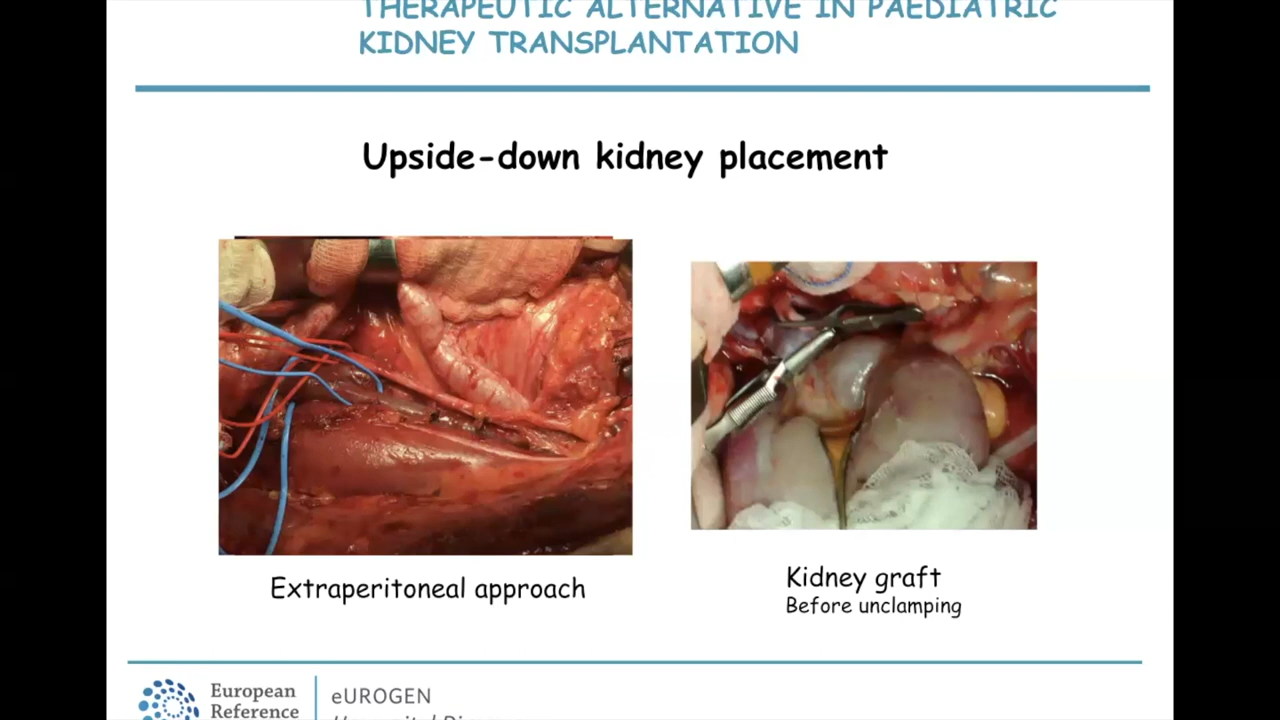 THERAPEUTIC ALTERNATIVE IN PAEDIATRIC
KIDNEY TRANSPLANTATION
Upside-down kidney placement
Extraperitoneal approach
Kidney graft
Before unclamping
European
Reference
eUROGEN